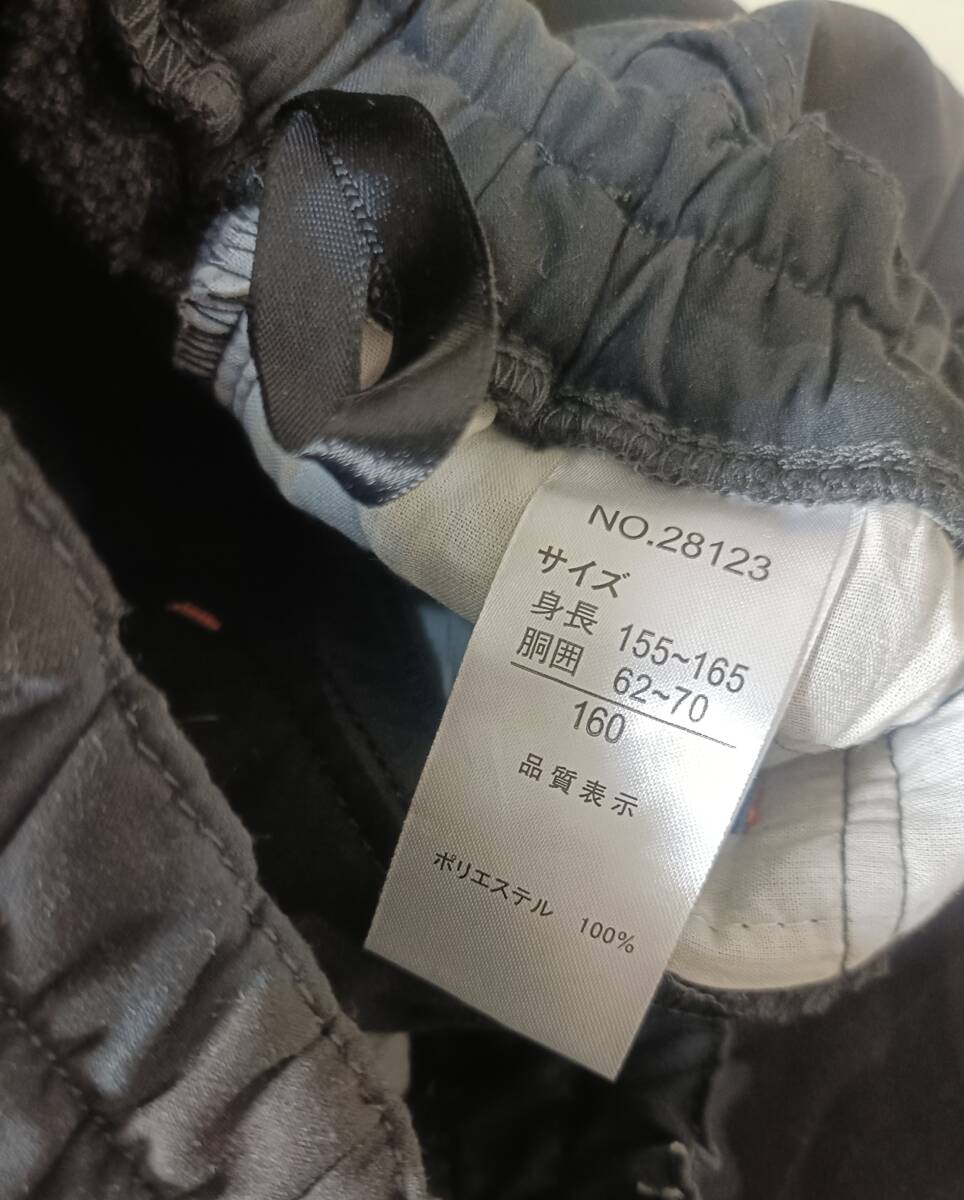 NO.28123
サイズ
身長 155~165
胴囲 62~70
160
品質表示
ポリエステル 100%